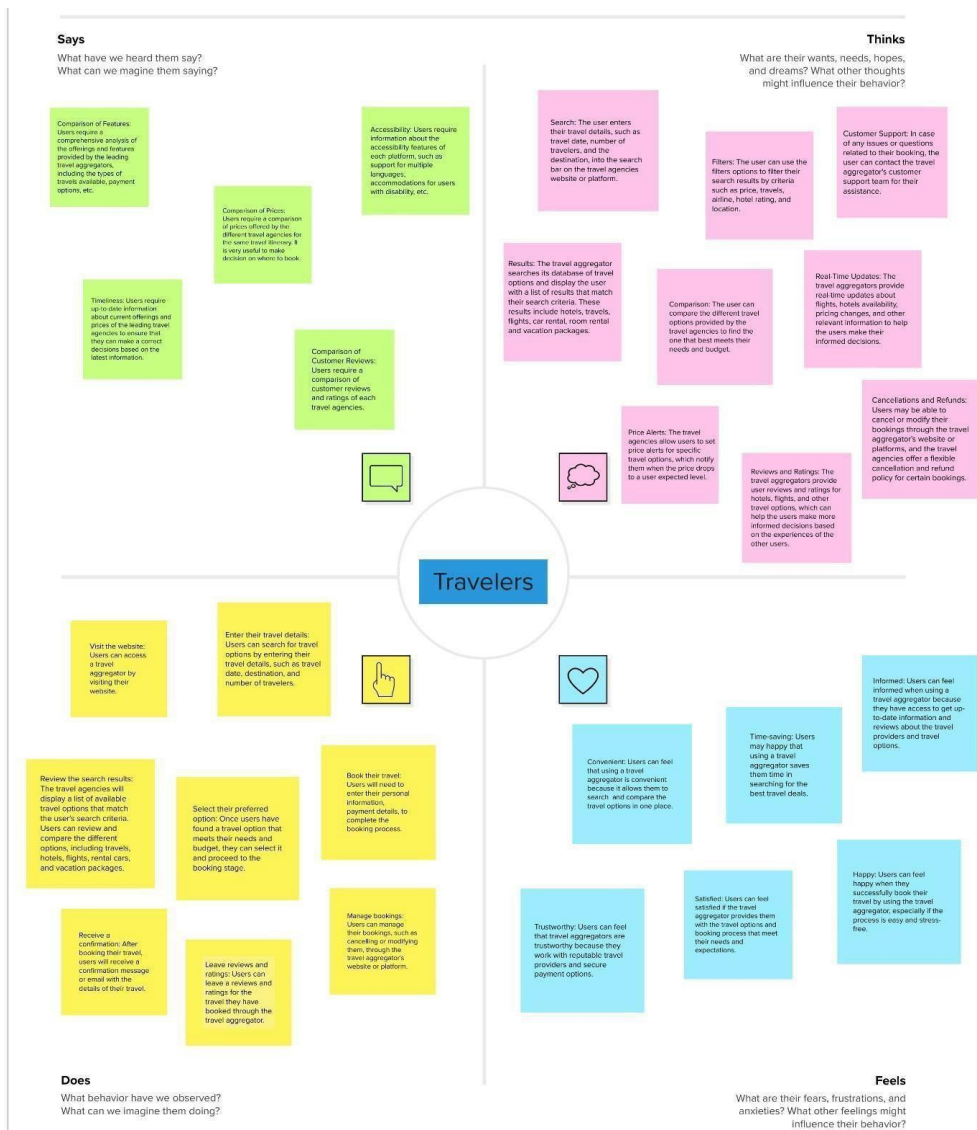 Says
What have we heard them say?
What can we magine them saying?
Comparison of Features:
Users require a
comprehensive analysis of
the offerings and features
provided by the leading
travel aggregators,
including the types of
travels available, payment
options, etc.
Accessibility: Users require
information about the
accessibility features of
each platform, such as
support for multiple
languages,
accommodations for users
with disability, etc.
Comparison of Prices:
Users require a comparison
of prices offered by the
different travel agencies for
the same travel itinerary. It
is very useful to make
decision on where to book.
Timeliness: Users require
up-to-date information
about current offerings and
prices of the leading travel
agencies to ensure that
they can make a correct
decisions based on the
latest information.
Comparison of
Customer Reviews:
Users require a
comparison of
customer reviews
and ratings of each
travel agencies.
Thinks
What are their wants, needs, hopes,
and dreams? What other thoughts
might influence their behavior?
Search: The user enters
their travel details, such as
travel date, number of
travelers, and the
destination, into the search
bar on the travel agencies
website or platform.
Filters: The user can use the
filters options to filter their
search results by criteria
such as price, travels,
airline, hotel rating, and
location.
Customer Support: In case
of any issues or questions
related to their booking, the
user can contact the travel
aggregator's customer
support team for their
assistance.
Results: The travel aggregator
searches its database of travel
options and display the user
with a list of results that match
their search criteria. These
results include hotels, travels,
flights, car rental, room rental
and vacation packages.
Comparison: The user can
compare the different travel
options provided by the
travel agencies to find the
one that best meets their
needs and budget.
Real-Time Updates: The
travel aggregators provide
real-time updates about
flights, hotels availability,
pricing changes, and other
relevant information to help
the users make their
informed decisions.
Price Alerts: The travel
agencies allow users to set
price alerts for specific
travel options, which notify
them when the price drops
to a user expected level.
Reviews and Ratings: The
travel aggregators provide
user reviews and ratings for
hotels, flights, and other
travel options, which can
help the users make more
informed decisions based
on the experiences of the
other users.
Cancellations and Refunds:
Users may be able to
cancel or modify their
bookings through the travel
aggregator's website or
platforms, and the travel
agencies offer a flexible
cancellation and refund
policy for certain bookings.
Travelers
Visit the website:
Users can access
a travel
aggregator by
visiting their
website.
Enter their travel details:
Users can search for travel
options by entering their
travel details, such as travel
date, destination, and
number of travelers.
Review the search results:
The travel agencies will
display a list of available
travel options that match
the user's search criteria.
Users can review and
compare the different
options, including travels,
hotels, flights, rental cars,
and vacation packages.
Select their preferred
option: Once users have
found a travel option that
meets their needs and
budget, they can select it
and proceed to the
booking stage.
Book their travel:
Users will need to
enter their personal
information,
payment details, to
complete the
booking process.
Receive a
confirmation: After
booking their travel,
users will receive a
confirmation message
or email with the
details of their travel.
Leave reviews and
ratings: Users can
leave a reviews and
ratings for the
travel they have
booked through the
travel aggregator.
Manage bookings:
Users can manage
their bookings, such as
cancelling or modifying
them, through the
travel aggregator's
website or platform.
Does
What behavior have we observed?
What can we imagine them doing?
Convenient: Users can feel
that using a travel
aggregator is convenient
because it allows them to
search and compare the
travel options in one place.
Time-saving: Users
may happy that
using a travel
aggregator saves
them time in
searching for the
best travel deals.
Informed: Users can feel
informed when using a
travel aggregator because
they have access to get up-
to-date information and
reviews about the travel
providers and travel
options.
Trustworthy: Users can feel
that travel aggregators are
trustworthy because they
work with reputable travel
providers and secure
payment options.
Satisfied: Users can feel
satisfied if the travel
aggregator provides them
with the travel options and
booking process that meet
their needs and
expectations.
Happy: Users can feel
happy when they
successfully book their
travel by using the travel
aggregator, especially if the
process is easy and stress-
free.
Feels
What are their fears, frustrations, and
anxieties? What other feelings might
influence their behavior?